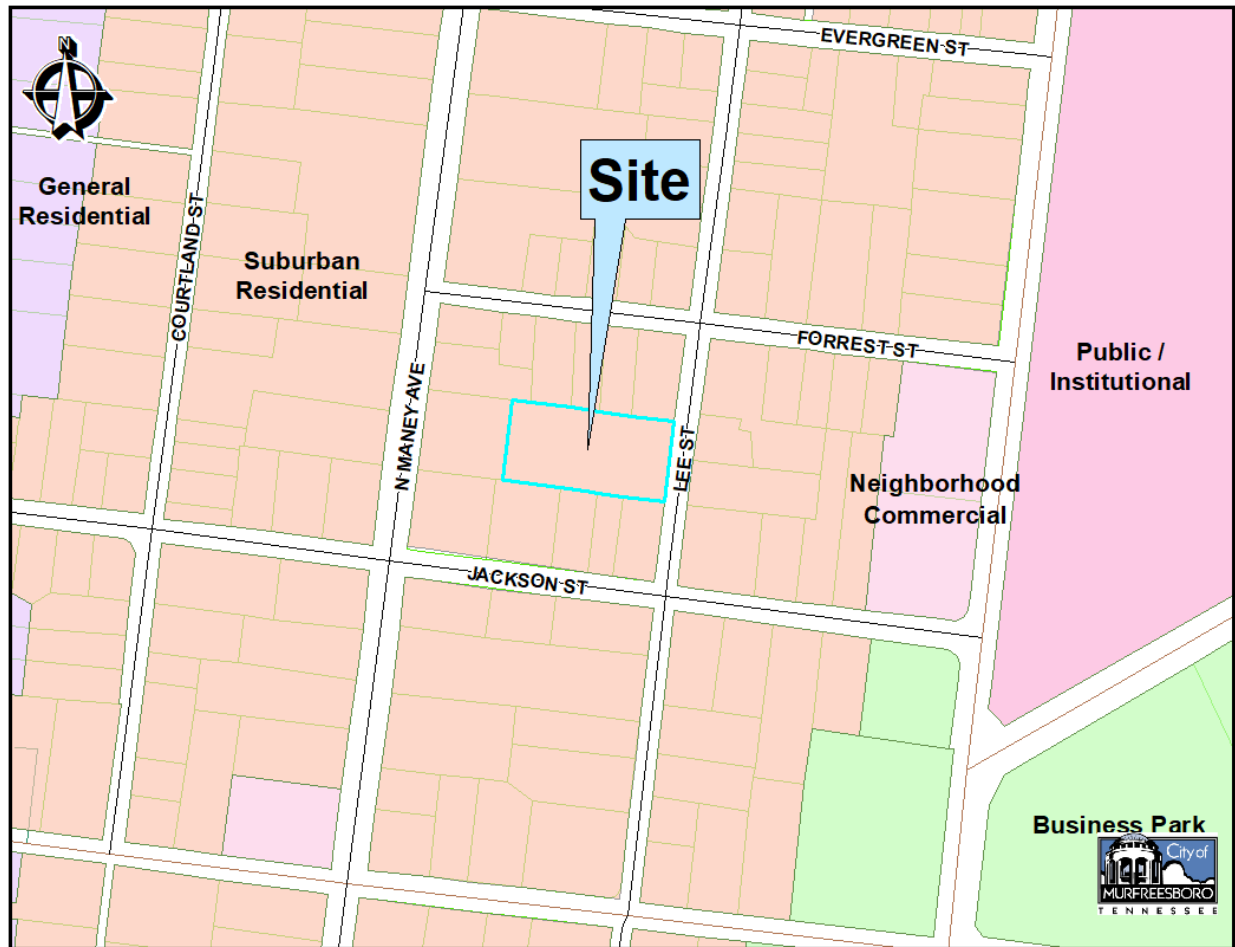 N
EVERGREEN ST
Site
General
Residential
COURTLAND ST
Suburban
Residential
FORREST ST
Public /
Institutional
N MANEY AVE
LEE ST
Neighborhood
Commercial
JACKSON ST
Business Park
City of
MURFREESBORO
TENNESSEE